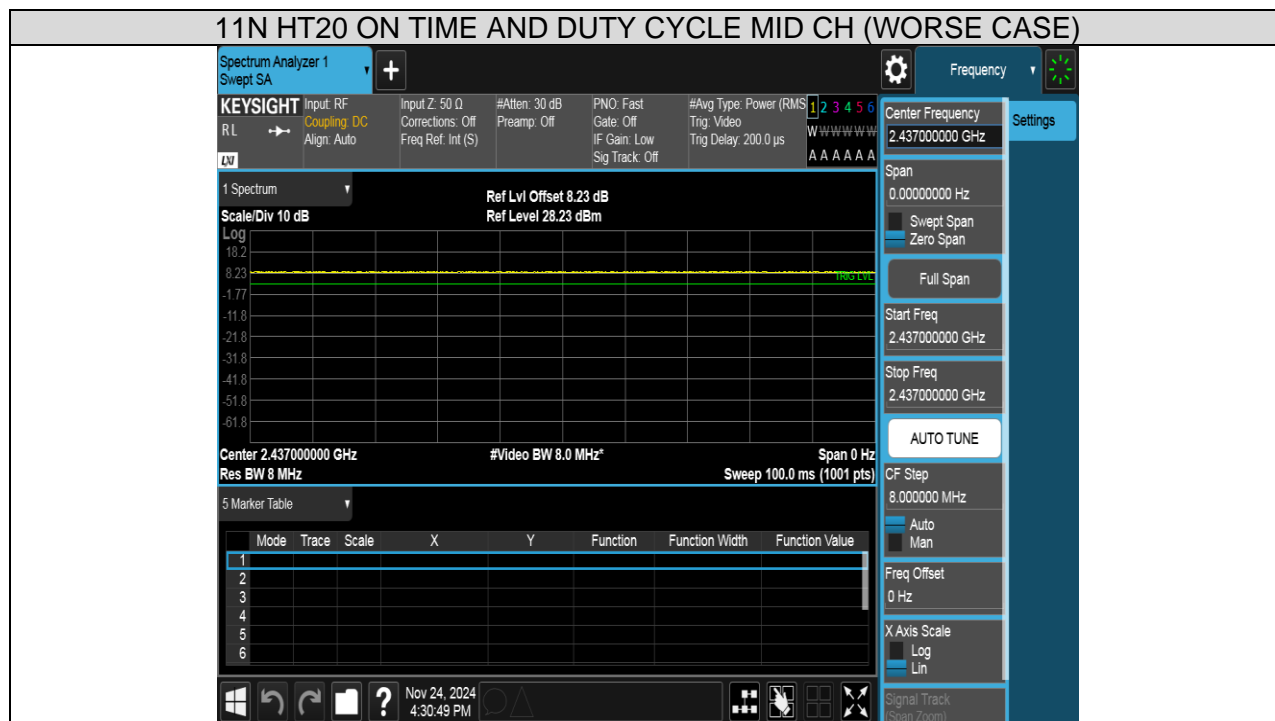 11N HT20 ON TIME AND DUTY CYCLE MID CH (WORSE CASE)
Spectrum Analyzer 1
Swept SA
Frequency
KEYSIGHT
RL
LXI
Input: RF
Coupling: DC
Align: Auto
Input Z: 50 Ω
Corrections: Off
Freq Ref: Int (S)
#Atten: 30 dB
Preamp: Off
PNO: Fast
Gate: Off
IF Gain: Low
Sig Track: Off
#Avg Type: Power (RMS
Trig: Video
Trig Delay: 200.0 µs
1 2 3 4 5 6
W W W W W W
A A A A A A
1 Spectrum
Scale/Div 10 dB
Ref Lvl Offset 8.23 dB
Ref Level 28.23 dBm
Log
18.2
8.23
-1.77
-11.8
-21.8
-31.8
-41.8
-51.8
-61.8
TRIG LVL
Center 2.437000000 GHz
#Video BW 8.0 MHz*
Span 0 Hz
Res BW 8 MHz
Sweep 100.0 ms (1001 pts)
5 Marker Table
Mode Trace Scale X Y Function Function Width Function Value
1
2
3
4
5
6
Nov 24, 2024
4:30:49 PM
Center Frequency
2.437000000 GHz
Settings
Span
0.00000000 Hz
Swept Span
Zero Span
Full Span
Start Freq
2.437000000 GHz
Stop Freq
2.437000000 GHz
AUTO TUNE
CF Step
8.000000 MHz
Auto
Man
Freq Offset
0 Hz
X Axis Scale
Log
Lin
Signal Track
(Span Zoom)